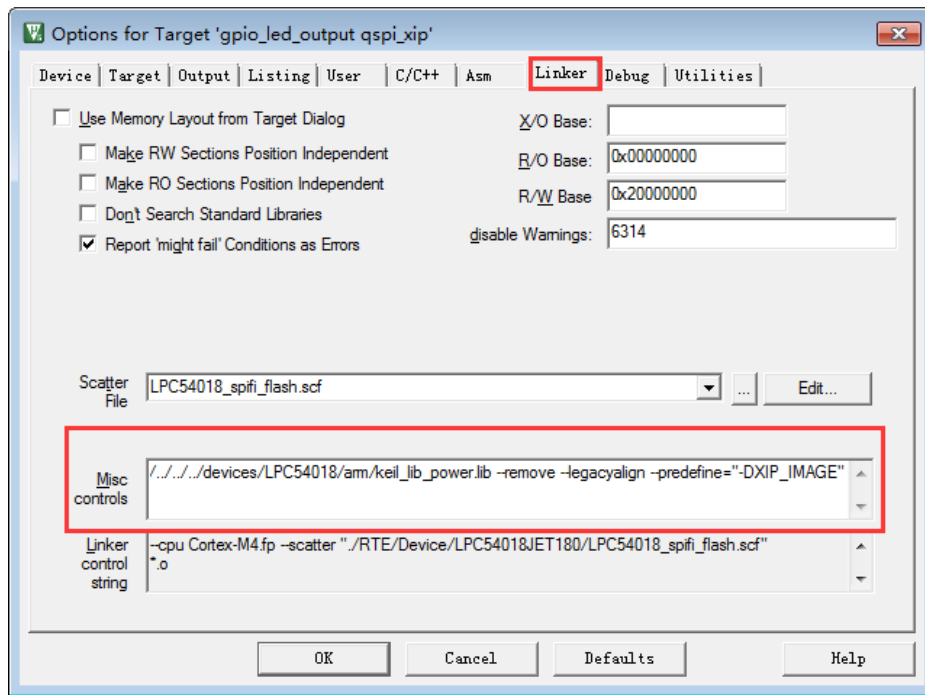 Options for Target 'gpio_led_output qspi_xip'
Device Target Output Listing User C/C++ Asm Linker Debug Utilities
Use Memory Layout from Target Dialog
Make RW Sections Position Independent
Make RO Sections Position Independent
Don't Search Standard Libraries
Report 'might fail' Conditions as Errors
X/O Base:
R/O Base: 0x00000000
R/W Base 0x20000000
disable Warnings: 6314
Scatter
File
LPC54018_spifi_flash.scf
...
Edit...
Misc
controls
/../../../devices/LPC54018/arm/keil_lib_power.lib --remove --legacyalign --predefine="-DXIP_IMAGE"
Linker
control
string
--cpu Cortex-M4.fp --scatter "./RTE/Device/LPC54018JET180/LPC54018_spifi_flash.scf"
*.o
OK Cancel Defaults Help